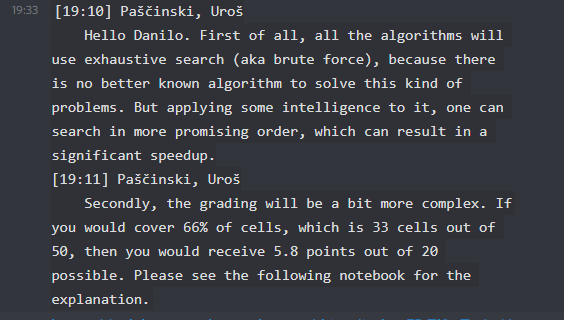 19:33 [19:10] Paščinski, Uroš
Hello Danilo. First of all, all the algorithms will
use exhaustive search (aka brute force), because there
is no better known algorithm to solve this kind of
problems. But applying some intelligence to it, one can
search in more promising order, which can result in a
significant speedup.
[19:11] Paščinski, Uroš
Secondly, the grading will be a bit more complex. If
you would cover 66% of cells, which is 33 cells out of
50, then you would receive 5.8 points out of 20
possible. Please see the following notebook for the
explanation.